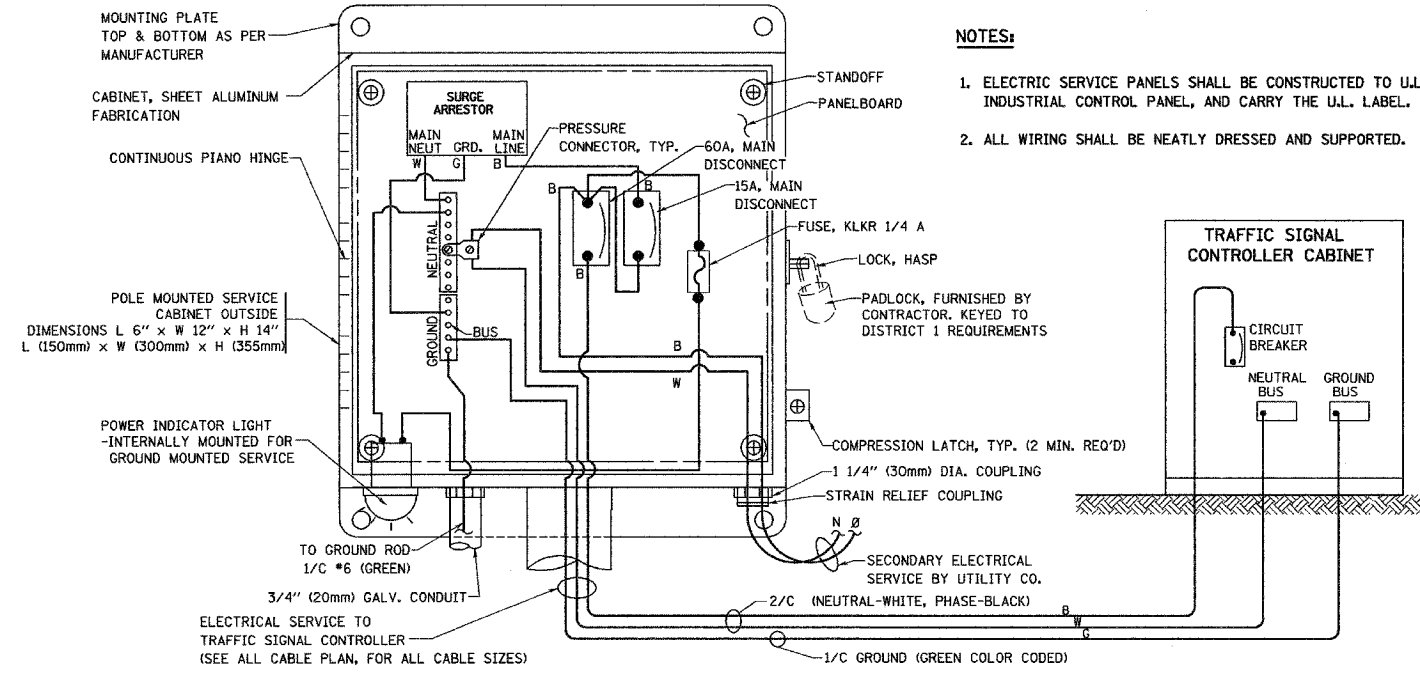 MOUNTING PLATE
TOP & BOTTOM AS PER
MANUFACTURER
CABINET, SHEET ALUMINUM
FABRICATION
CONTINUOUS PIANO HINGE
POLE MOUNTED SERVICE
CABINET OUTSIDE
DIMENSIONS L 6" x W 12" x H 14"
L (150mm) x W (300mm) x H (355mm)
POWER INDICATOR LIGHT
-INTERNALLY MOUNTED FOR
GROUND MOUNTED SERVICE
TO GROUND ROD
1/C #6 (GREEN)
3/4" (20mm) GALV. CONDUIT
ELECTRICAL SERVICE TO
TRAFFIC SIGNAL CONTROLLER
(SEE ALL CABLE PLAN, FOR ALL CABLE SIZES)
SURGE
ARRESTOR
MAIN
NEUT
GRD.
MAIN
LINE
W
G
B
NEUTRAL
GROUND
BUS
PRESSURE
CONNECTOR, TYP.
B
B
B
B
W
STANDOFF
PANELBOARD
60A, MAIN
DISCONNECT
15A, MAIN
DISCONNECT
FUSE, KLKR 1/4 A
LOCK, HASP
PADLOCK, FURNISHED BY
CONTRACTOR. KEYED TO
DISTRICT 1 REQUIREMENTS
COMPRESSION LATCH, TYP. (2 MIN. REQ'D)
1 1/4" (30mm) DIA. COUPLING
STRAIN RELIEF COUPLING
N Ø
SECONDARY ELECTRICAL
SERVICE BY UTILITY CO.
2/C (NEUTRAL-WHITE, PHASE-BLACK)
B
W
G
1/C GROUND (GREEN COLOR CODED)
NOTES:
1. ELECTRIC SERVICE PANELS SHALL BE CONSTRUCTED TO U.L
INDUSTRIAL CONTROL PANEL, AND CARRY THE U.L. LABEL.
2. ALL WIRING SHALL BE NEATLY DRESSED AND SUPPORTED.
TRAFFIC SIGNAL
CONTROLLER CABINET
CIRCUIT
BREAKER
NEUTRAL
BUS
GROUND
BUS